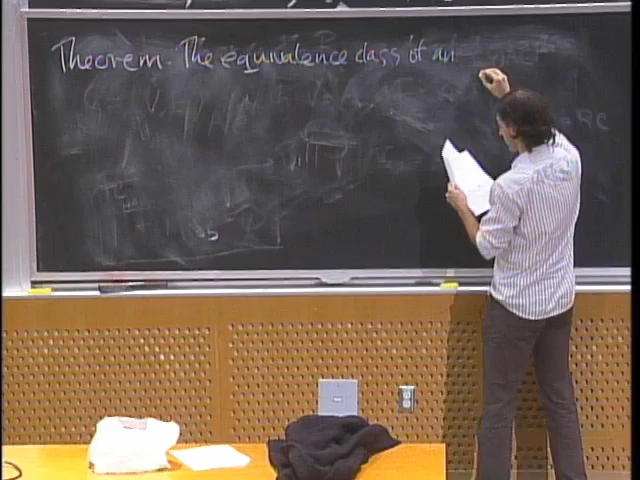 Theorem. The equivalence class of an